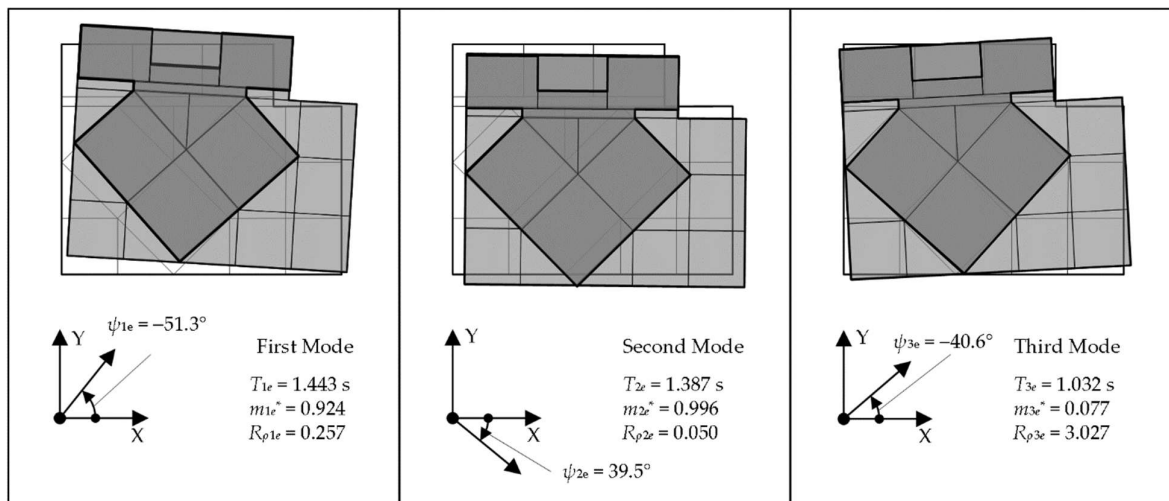 Y
ψ1e = −51.3°
X
First Mode
T1e = 1.443 s
m1e* = 0.924
Rρ1e = 0.257
Y
X
ψ2e = 39.5°
Second Mode
T2e = 1.387 s
m2e* = 0.996
Rρ2e = 0.050
Y
ψ3e = −40.6°
X
Third Mode
T3e = 1.032 s
m3e* = 0.077
Rρ3e = 3.027